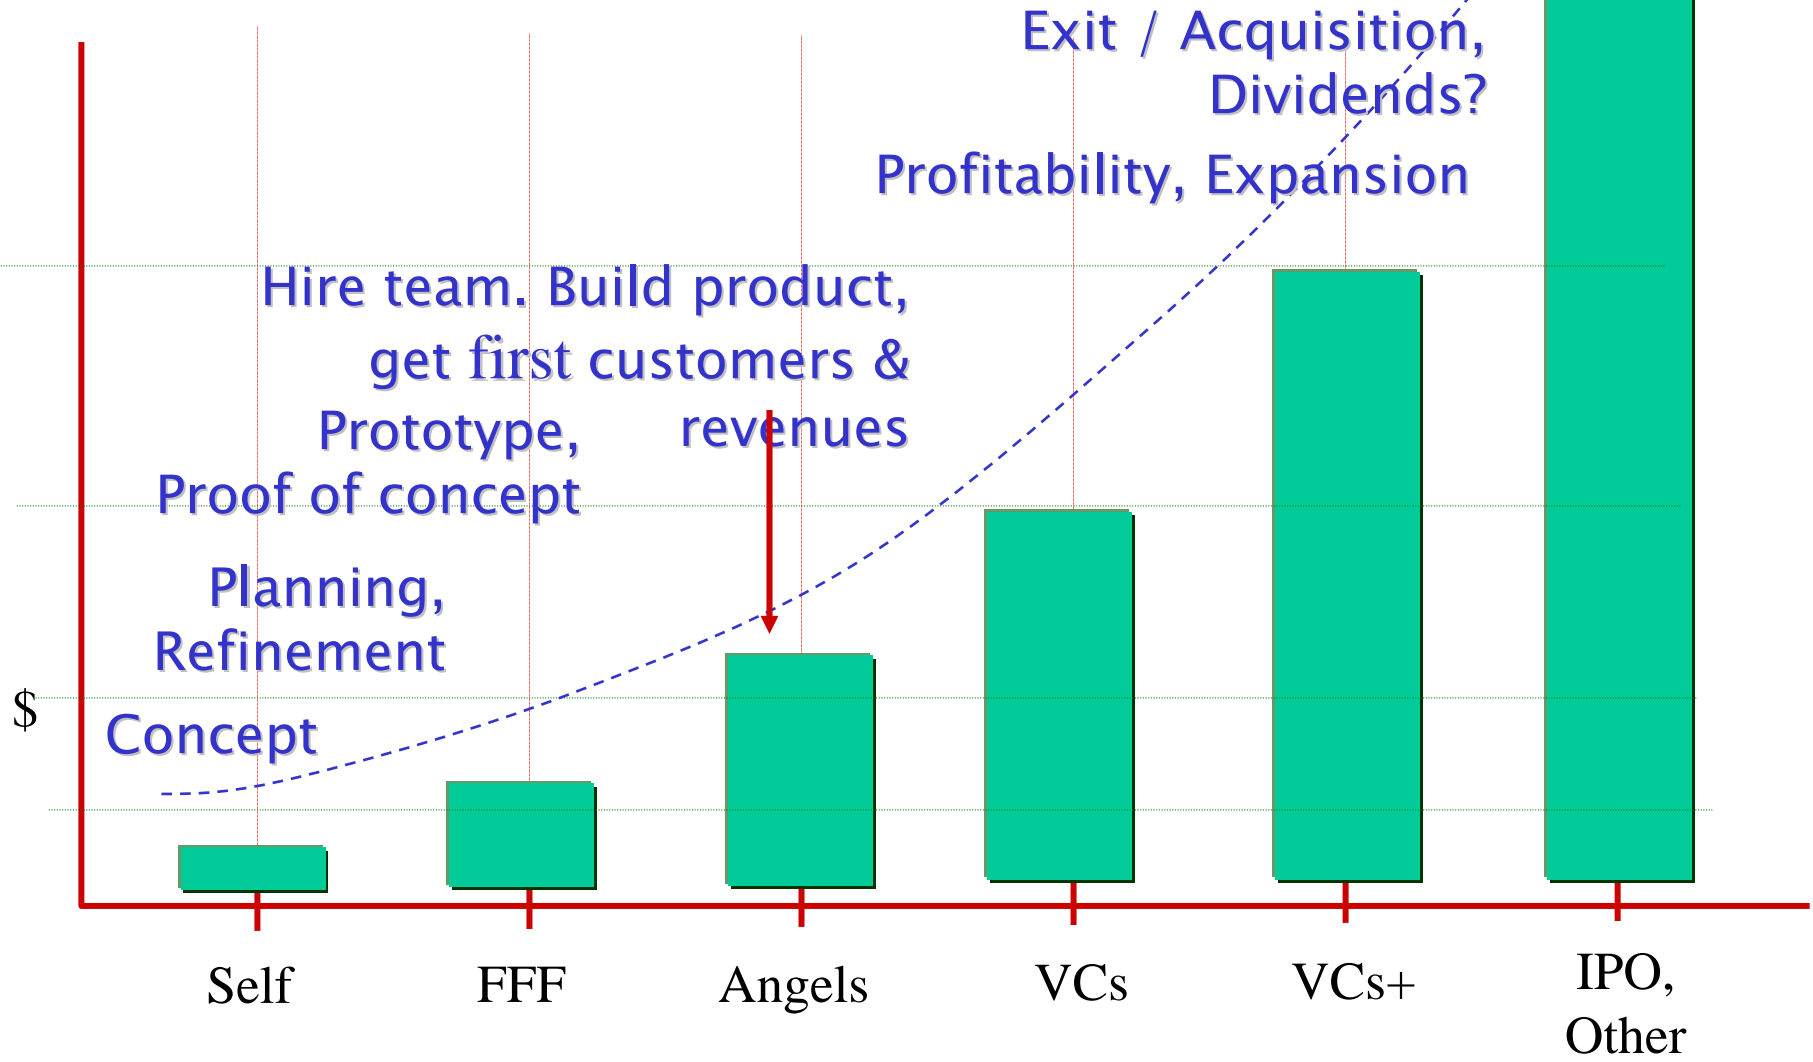 Exit / Acquisition,
Dividends?
Profitability, Expansion
Hire team. Build product,
get first customers &
revenues
Prototype,
Proof of concept
Planning,
Refinement
Concept
$
Self
FFF
Angels
VCs
VCs+
IPO,
Other